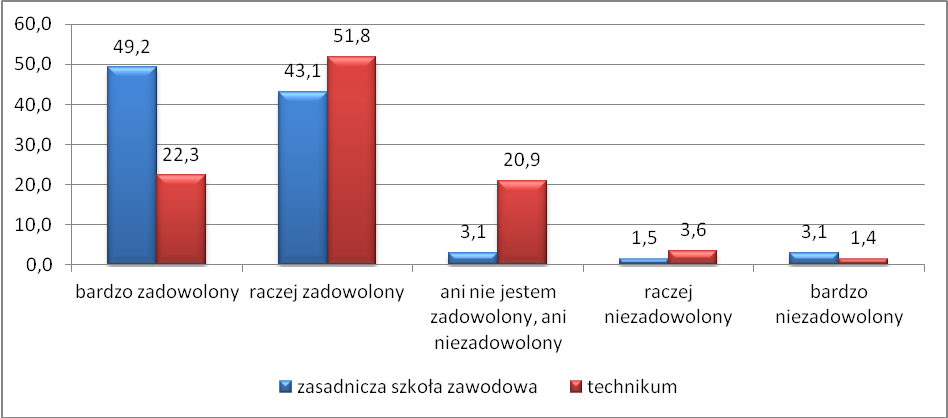 60,0
50,0
40,0
30,0
20,0
10,0
0,0
49,2
22,3
43,1
51,8
3,1
20,9
1,5
3,6
3,1
1,4
bardzo zadowolony
raczej zadowolony
ani nie jestem
zadowolony, ani
niezadowolony
raczej
niezadowolony
bardzo
niezadowolony
zasadnicza szkoła zawodowa
technikum